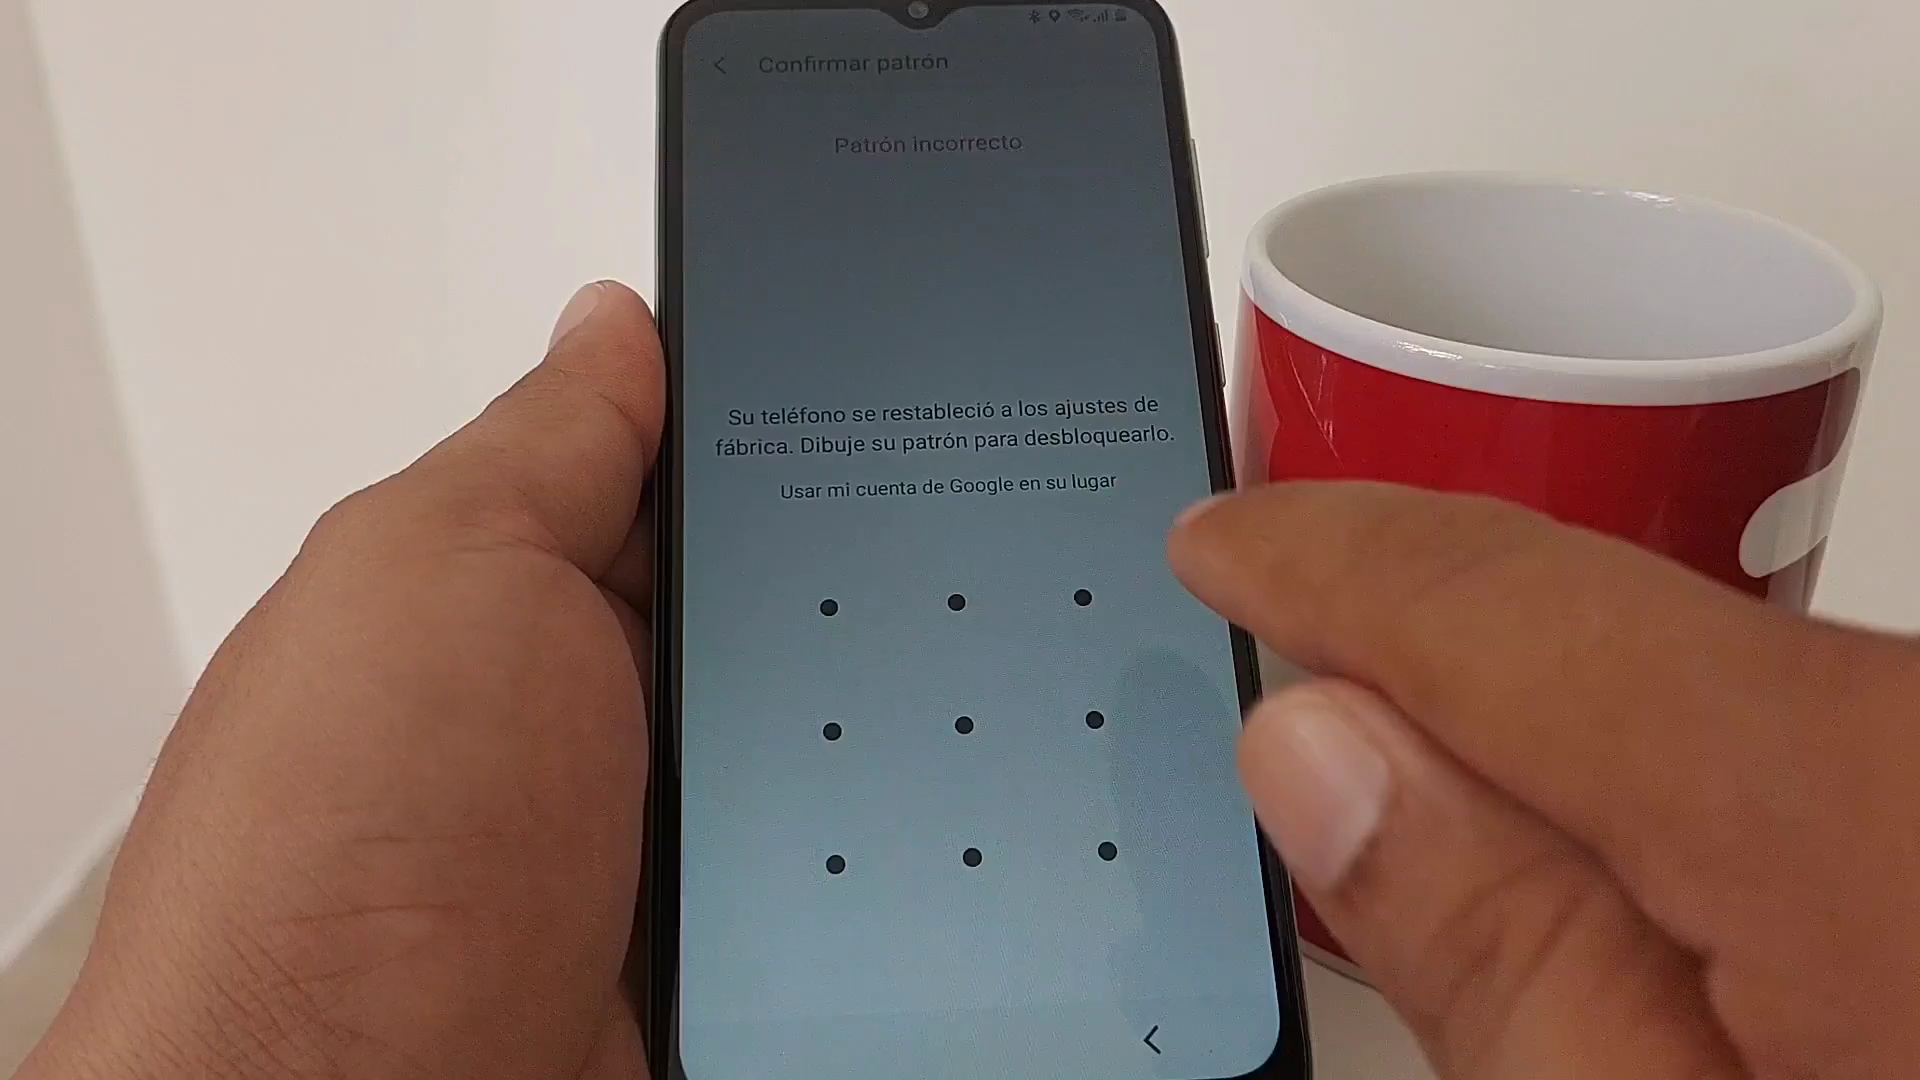 Confirmar patrón
Patrón incorrecto
Su teléfono se restableció a los ajustes de
fábrica. Dibuje su patrón para desbloquearlo.
Usar mi cuenta de Google en su lugar